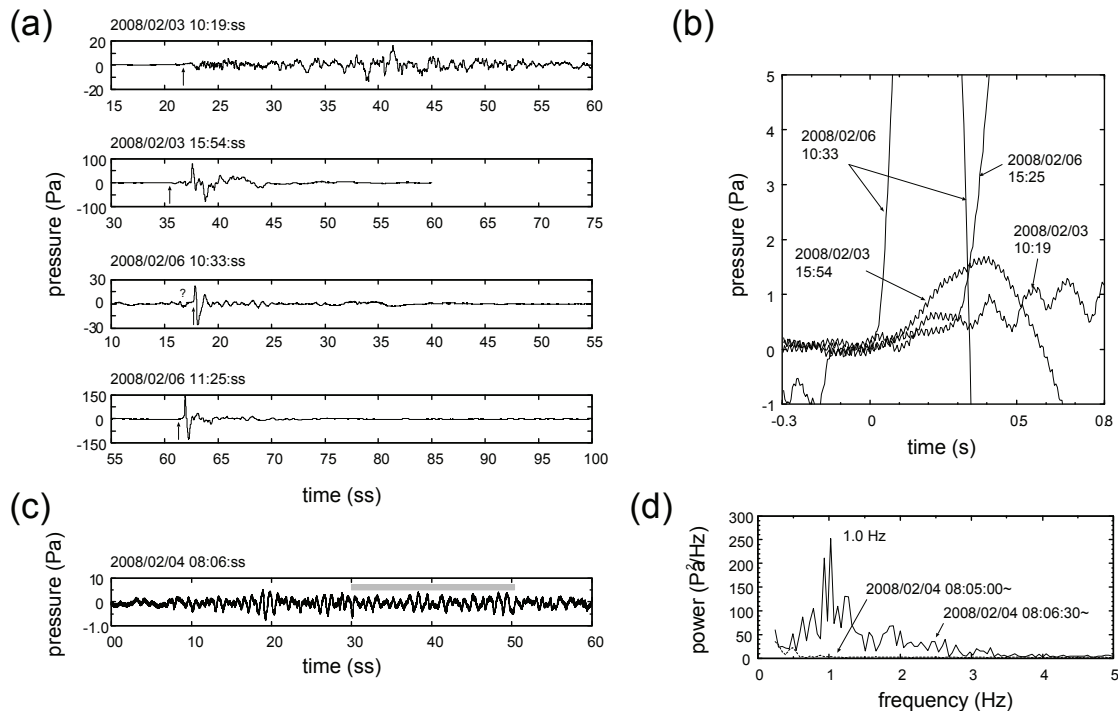 (a)
2008/02/03 10:19:ss
20
0
-20
15 20 25 30 35 40 45 50 55 60
2008/02/03 15:54:ss
100
0
-100
30 35 40 45 50 55 60 65 70 75
2008/02/06 10:33:ss
30
0
-30
?
10 15 20 25 30 35 40 45 50 55
2008/02/06 11:25:ss
150
0
-150
55 60 65 70 75 80 85 90 95 100
pressure (Pa)
time (ss)
(b)
5
4
3
2
1
0
-1
2008/02/06
10:33
2008/02/06
15:25
2008/02/03
10:19
2008/02/03
15:54
-0.3 0 05 08
pressure (Pa)
time (s)
(c)
2008/02/04 08:06:ss
10
0
-1.0
00 10 20 30 40 50 60
pressure (Pa)
time (ss)
(d)
300
250
200
150
100
50
0
1.0 Hz
2008/02/04 08:05:00~
2008/02/04 08:06:30~
0 1 2 3 4 5
power (Pa2/Hz)
frequency (Hz)